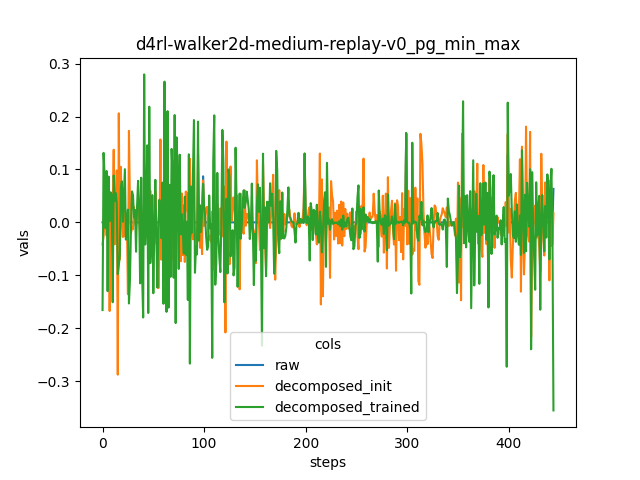 d4rl-walker2d-medium-replay-v0_pg_min_max
0.3
0.2
0.1
0.0
−0.1
−0.2
−0.3
vals
0
100
200
300
400
steps
cols
raw
decomposed_init
decomposed_trained